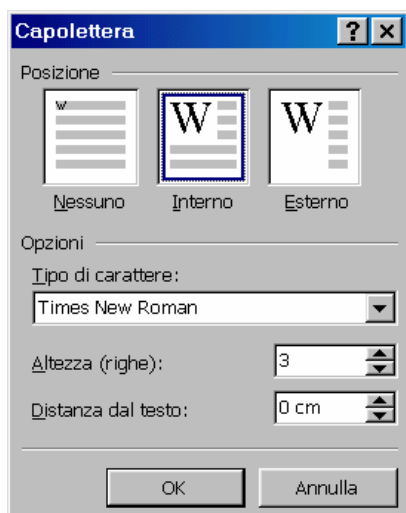 Capolettera ? ×
Posizione
W W W
Nessuno Interno Esterno
Opzioni
Tipo di carattere:
Times New Roman
Altezza (righe): 3
Distanza dal testo: 0 cm
OK Annulla